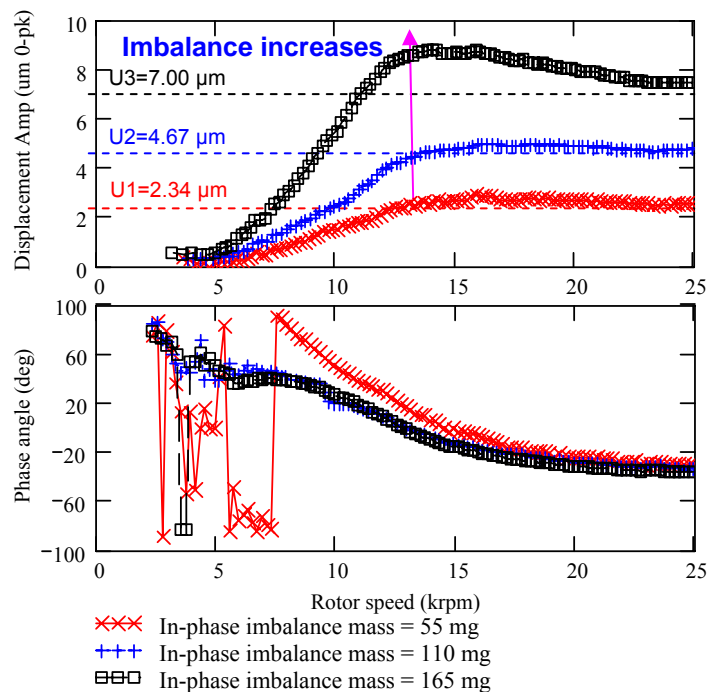 Displacement Amp (um 0-pk)
10
8
6
4
2
0
Imbalance increases
U3=7.00 µm
U2=4.67 µm
U1=2.34 µm
0 5 10 15 20 25
Phase angle (deg)
100
60
20
−20
−60
−100
0 5 10 15 20 25
Rotor speed (krpm)
In-phase imbalance mass = 55 mg
In-phase imbalance mass = 110 mg
In-phase imbalance mass = 165 mg